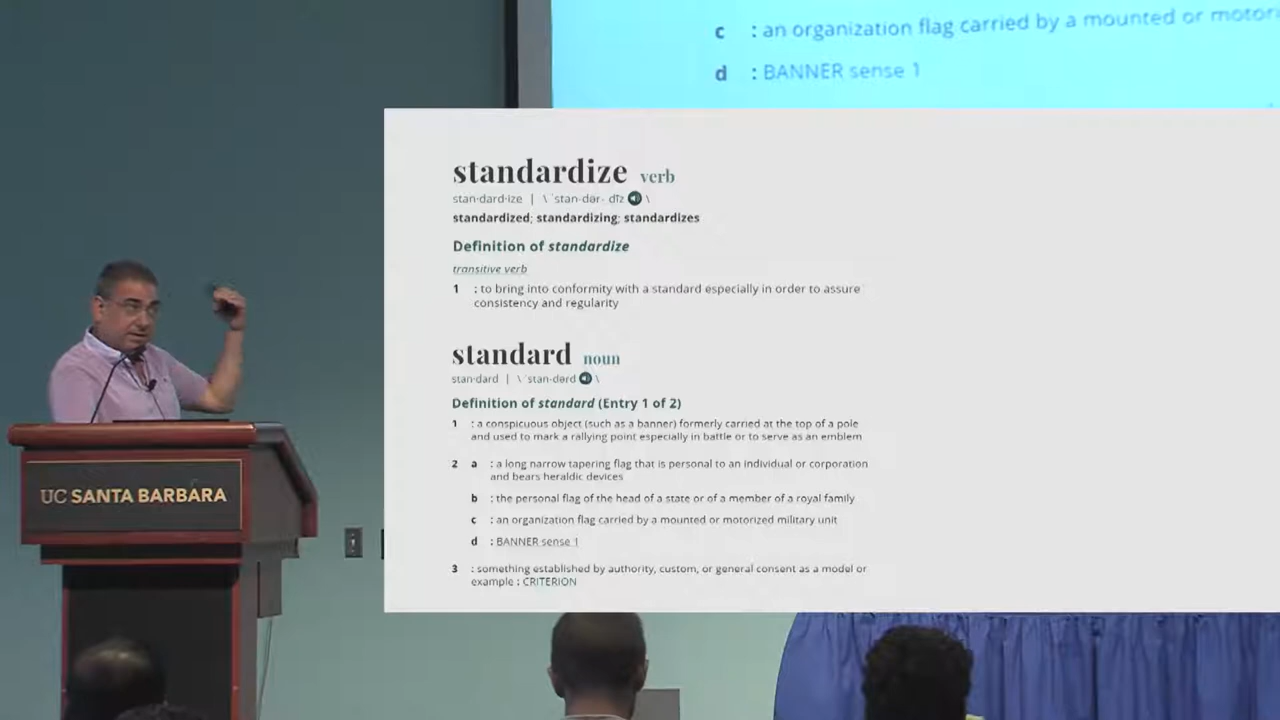 c : an organization flag carried by a mounted or motori
d : BANNER sense 1
standardize verb
stan·dard·ize | \ ˈstan-dər-ˌdīz \
standardized; standardizing; standardizes
Definition of standardize
transitive verb
1 : to bring into conformity with a standard especially in order to assure
consistency and regularity
standard noun
stan·dard | \ ˈstan-dərd \
Definition of standard (Entry 1 of 2)
1 : a conspicuous object (such as a banner) formerly carried at the top of a pole
and used to mark a rallying point especially in battle or to serve as an emblem
2 a : a long narrow tapering flag that is personal to an individual or corporation
and bears heraldic devices
b : the personal flag of the head of a state or of a member of a royal family
c : an organization flag carried by a mounted or motorized military unit
d : BANNER sense 1
3 : something established by authority, custom, or general consent as a model or
example : CRITERION
UC SANTA BARBARA